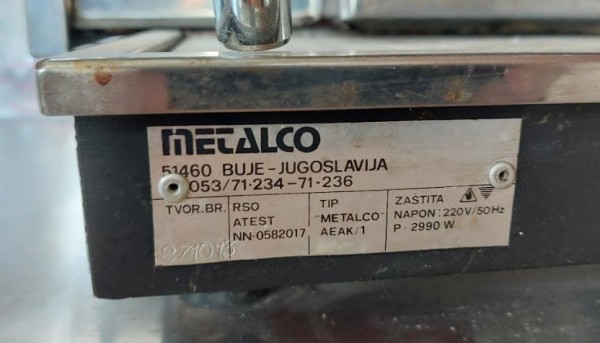 METALCO
51460 BUJE-JUGOSLAVIJA
053/71-234-71-236
TVOR.BR.
RSO
ATEST
NN-0582017
TIP
"METALCO"
AEAK/1
ZAŠTITA
NAPON: 220V/50Hz
P - 2990 W